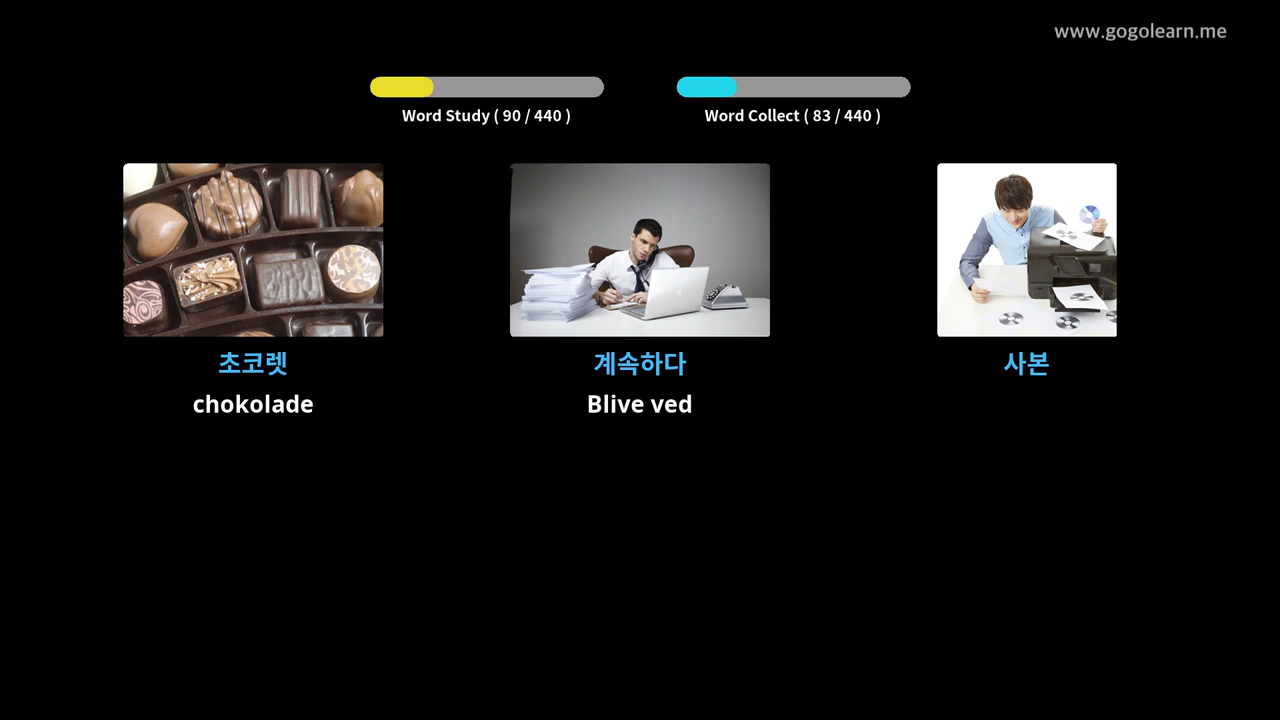 www.gogolearn.me
Word Study ( 90 / 440 )
Word Collect ( 83 / 440 )
초코렛
계속하다
사본
chokolade
Blive ved